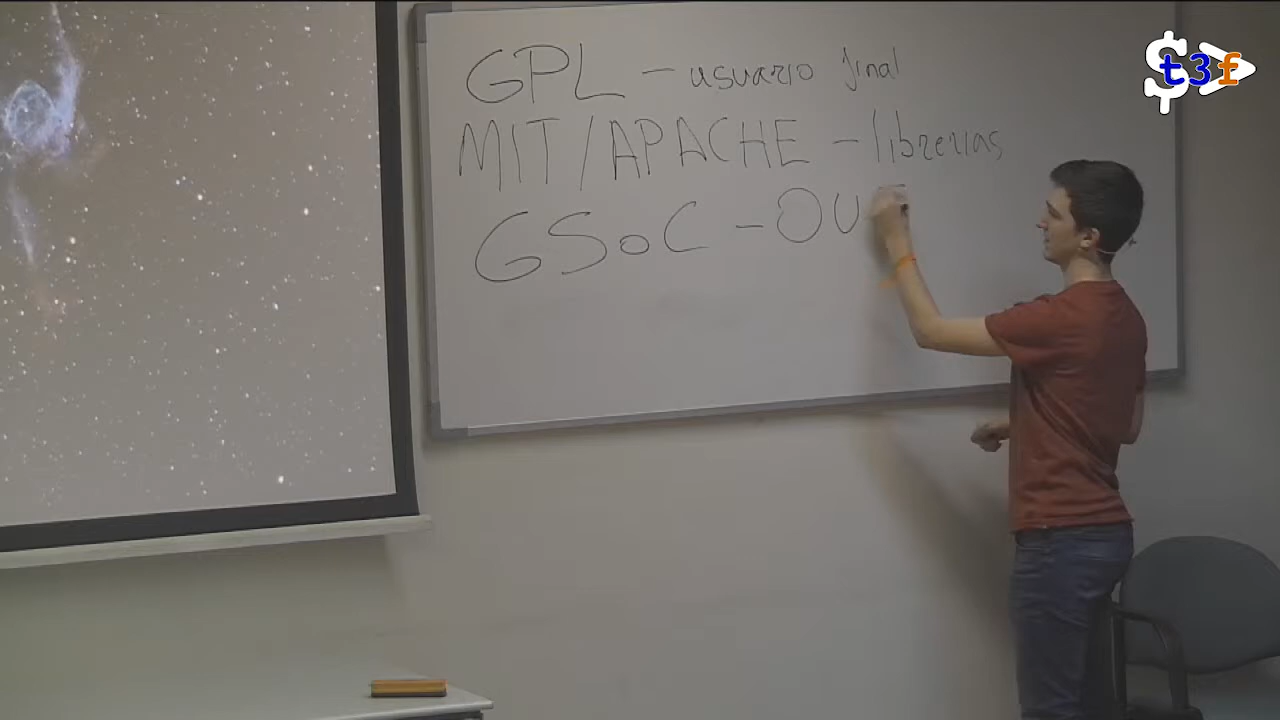 GPL - usuario final
MIT/APACHE - librerias
GSoC - OU
$t3f